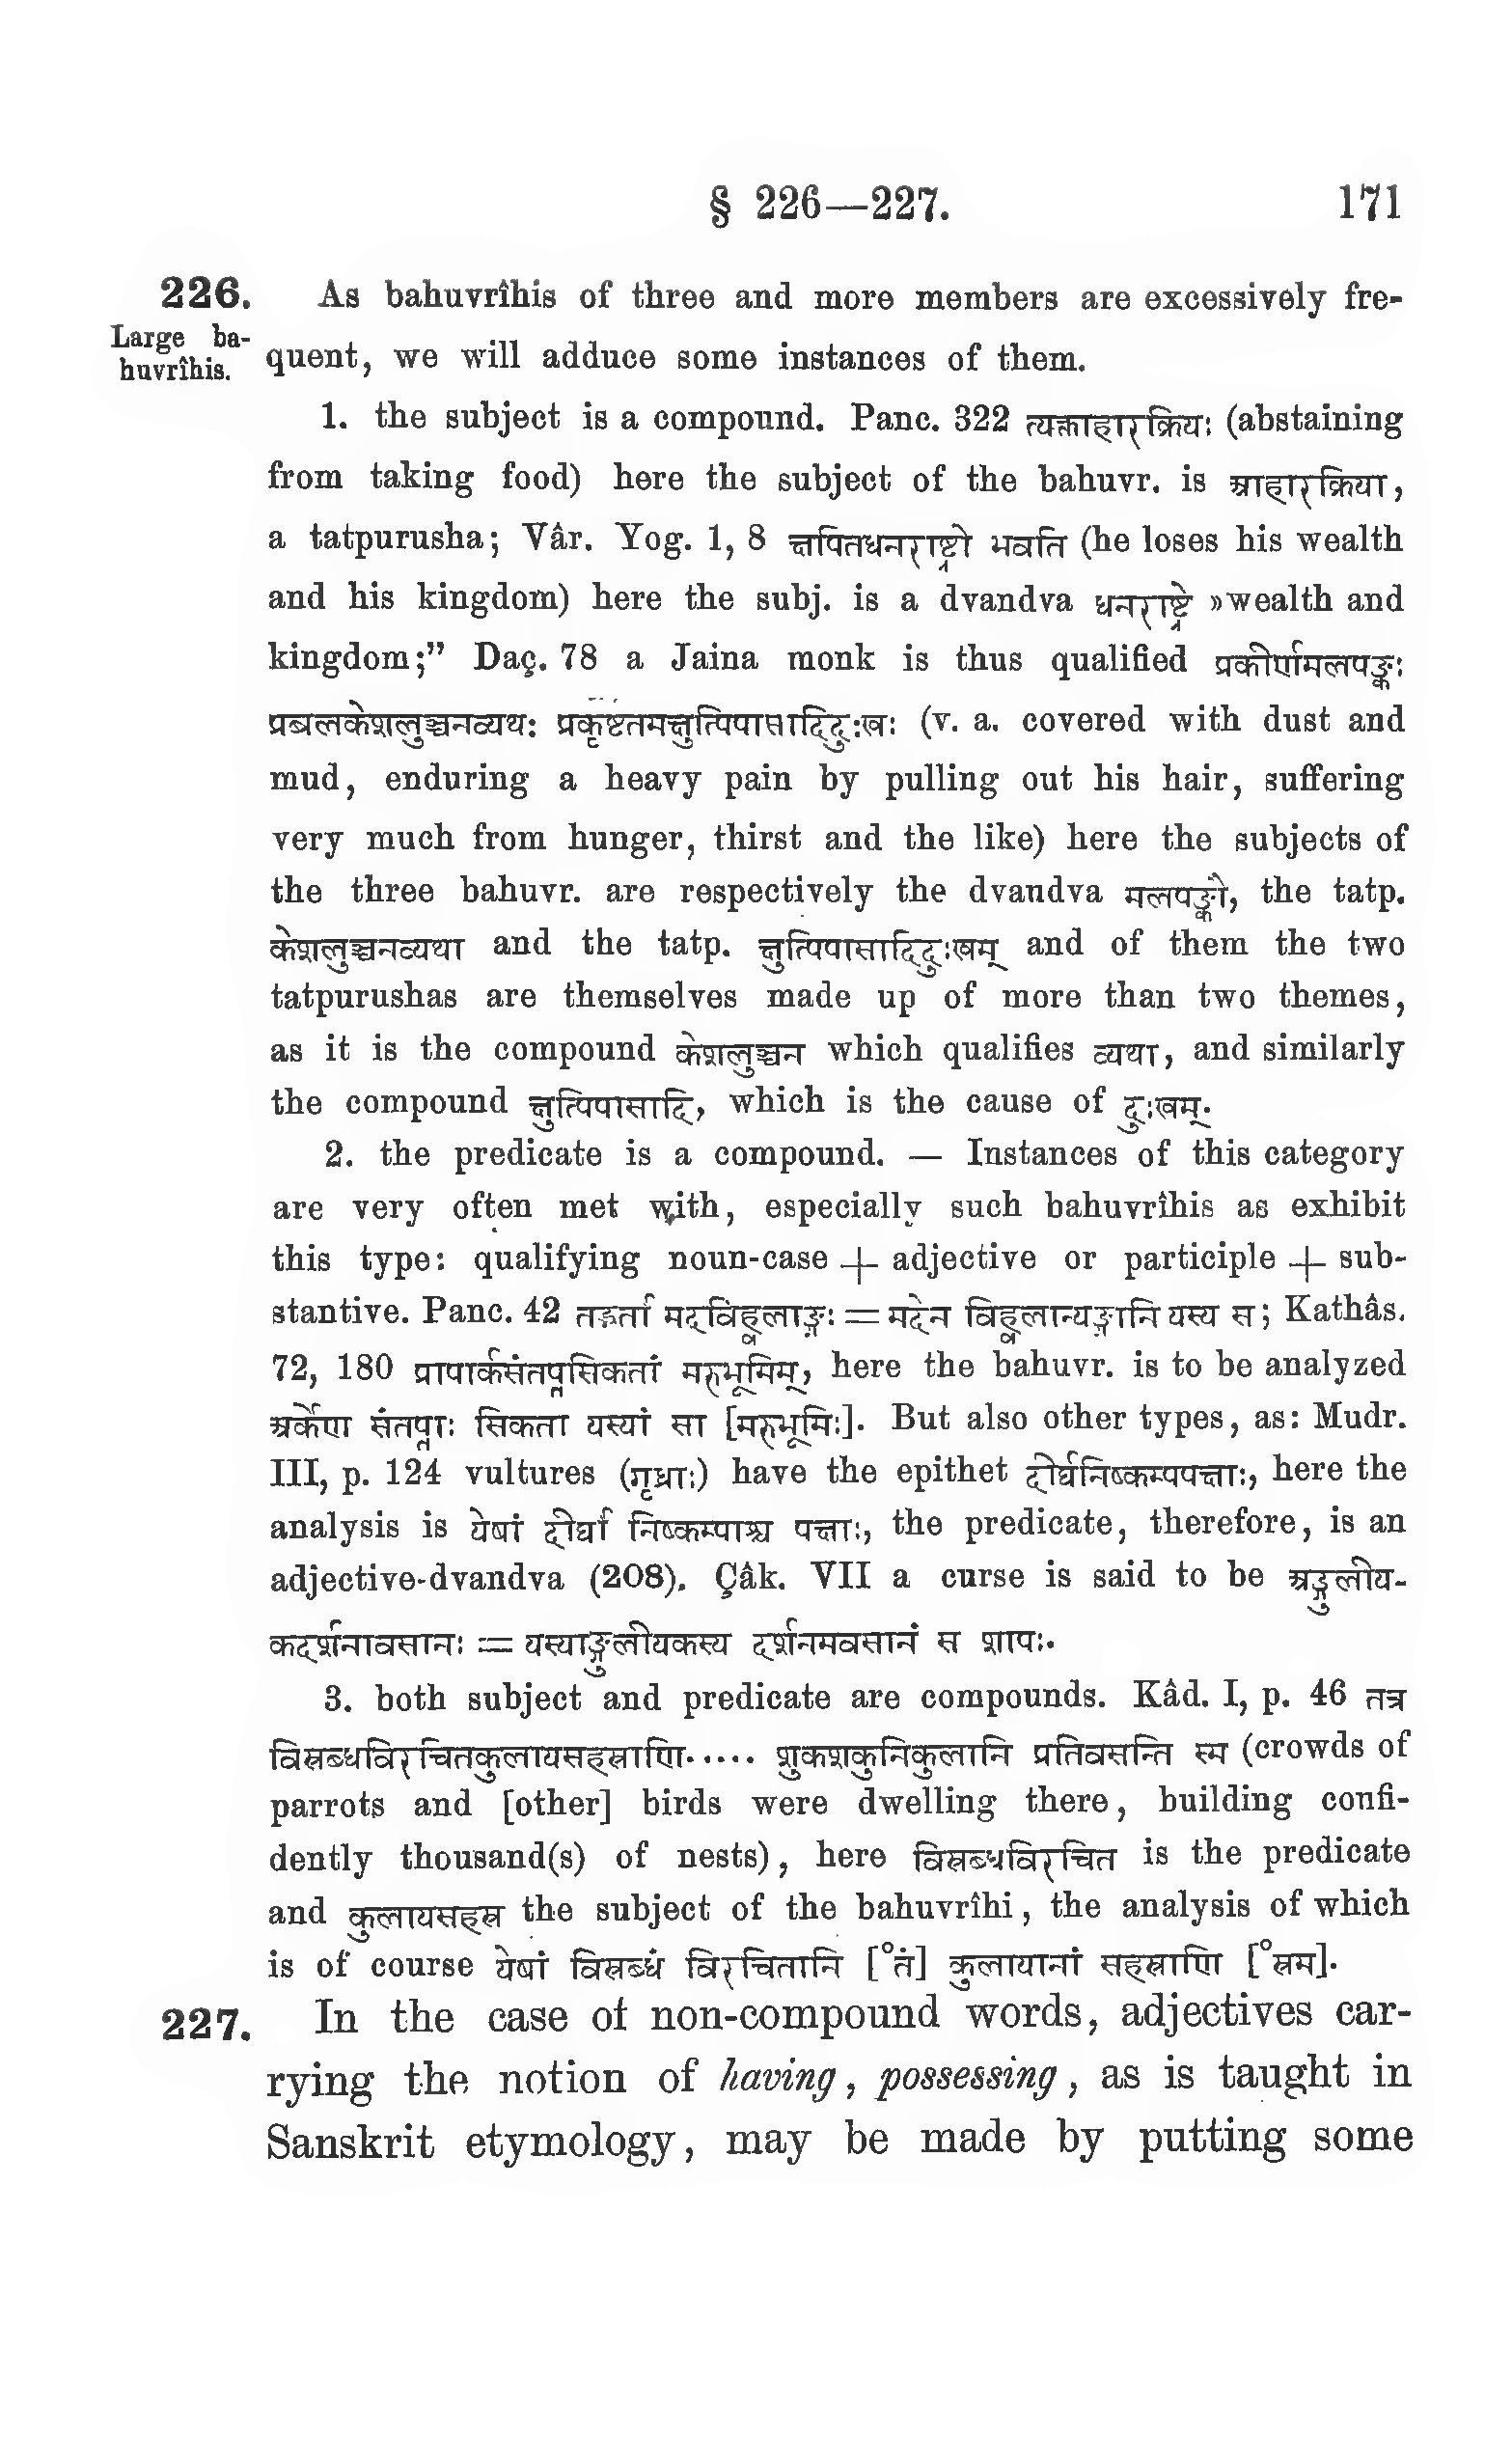 § 226—227. 171
226. As bahuvrîhis of three and more members are excessively fre-
Large ba-
huvrîhis.
quent, we will adduce some instances of them.
1. the subject is a compound. Panc. 322 त्यक्ताहारक्रियः (abstaining
from taking food) here the subject of the bahuvr. is आहारक्रिया,
a tatpurusha; Vâr. Yog. 1, 8 क्षपितधनराष्ट्रो भवति (he loses his wealth
and his kingdom) here the subj. is a dvandva धनराष्ट्रे »wealth and
kingdom;” Daç. 78 a Jaina monk is thus qualified प्रकीर्णमलपङ्कः
प्रबलकेशलुञ्चनव्यथः प्रकृष्टतमक्षुत्पिपासादिदुःखः (v. a. covered with dust and
mud, enduring a heavy pain by pulling out his hair, suffering
very much from hunger, thirst and the like) here the subjects of
the three bahuvr. are respectively the dvandva मलपङ्कौ, the tatp.
केशलुञ्चनव्यथा and the tatp. क्षुत्पिपासादिदुःखम् and of them the two
tatpurushas are themselves made up of more than two themes,
as it is the compound केशलुञ्चन which qualifies व्यथा, and similarly
the compound क्षुत्पिपासादि, which is the cause of दुःखम्.
2. the predicate is a compound. — Instances of this category
are very often met with, especially such bahuvrîhis as exhibit
this type: qualifying noun-case + adjective or participle + sub-
stantive. Panc. 42 तद्भर्ता मदविह्वलाङ्गः = मदेन विह्वलान्यङ्गानि यस्य स; Kathâs.
72, 180 प्रापार्कसंतप्तसिकतां मरुभूमिम्, here the bahuvr. is to be analyzed
अर्केण संतप्ताः सिकता यस्यां सा [मरुभूमिः]. But also other types, as: Mudr.
III, p. 124 vultures (गृध्राः) have the epithet दीर्घनिष्कम्पपक्षाः, here the
analysis is येषां दीर्घा निष्कम्पाश्च पक्षाः, the predicate, therefore, is an
adjective-dvandva (208). Çâk. VII a curse is said to be अङ्गुलीय-
कदर्शनावसानः = यस्याङ्गुलीयकस्य दर्शनमवसानं स शापः.
3. both subject and predicate are compounds. Kâd. I, p. 46 तत्र
विस्रब्धविरचितकुलायसहस्राणि..... शुकशकुनिकुलानि प्रतिवसन्ति स्म (crowds of
parrots and [other] birds were dwelling there, building confi-
dently thousand(s) of nests), here विस्रब्धविरचित is the predicate
and कुलायसहस्र the subject of the bahuvrîhi, the analysis of which
is of course येषां विस्रब्धं विरचितानि [°तं] कुलायानां सहस्राणि [°स्रम].
227. In the case of non-compound words, adjectives car-
rying the notion of having, possessing, as is taught in
Sanskrit etymology, may be made by putting some